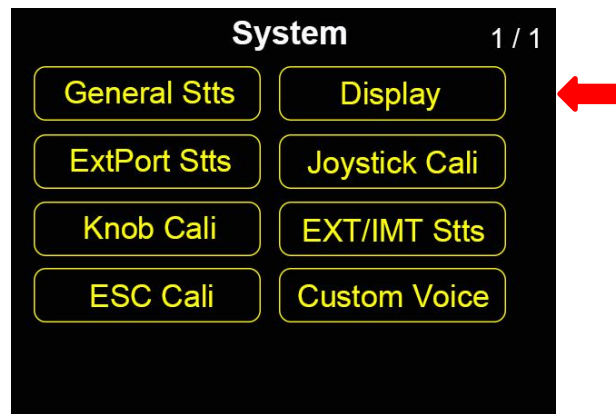 System 1 / 1
General Stts Display
ExtPort Stts Joystick Cali
Knob Cali EXT/IMT Stts
ESC Cali Custom Voice